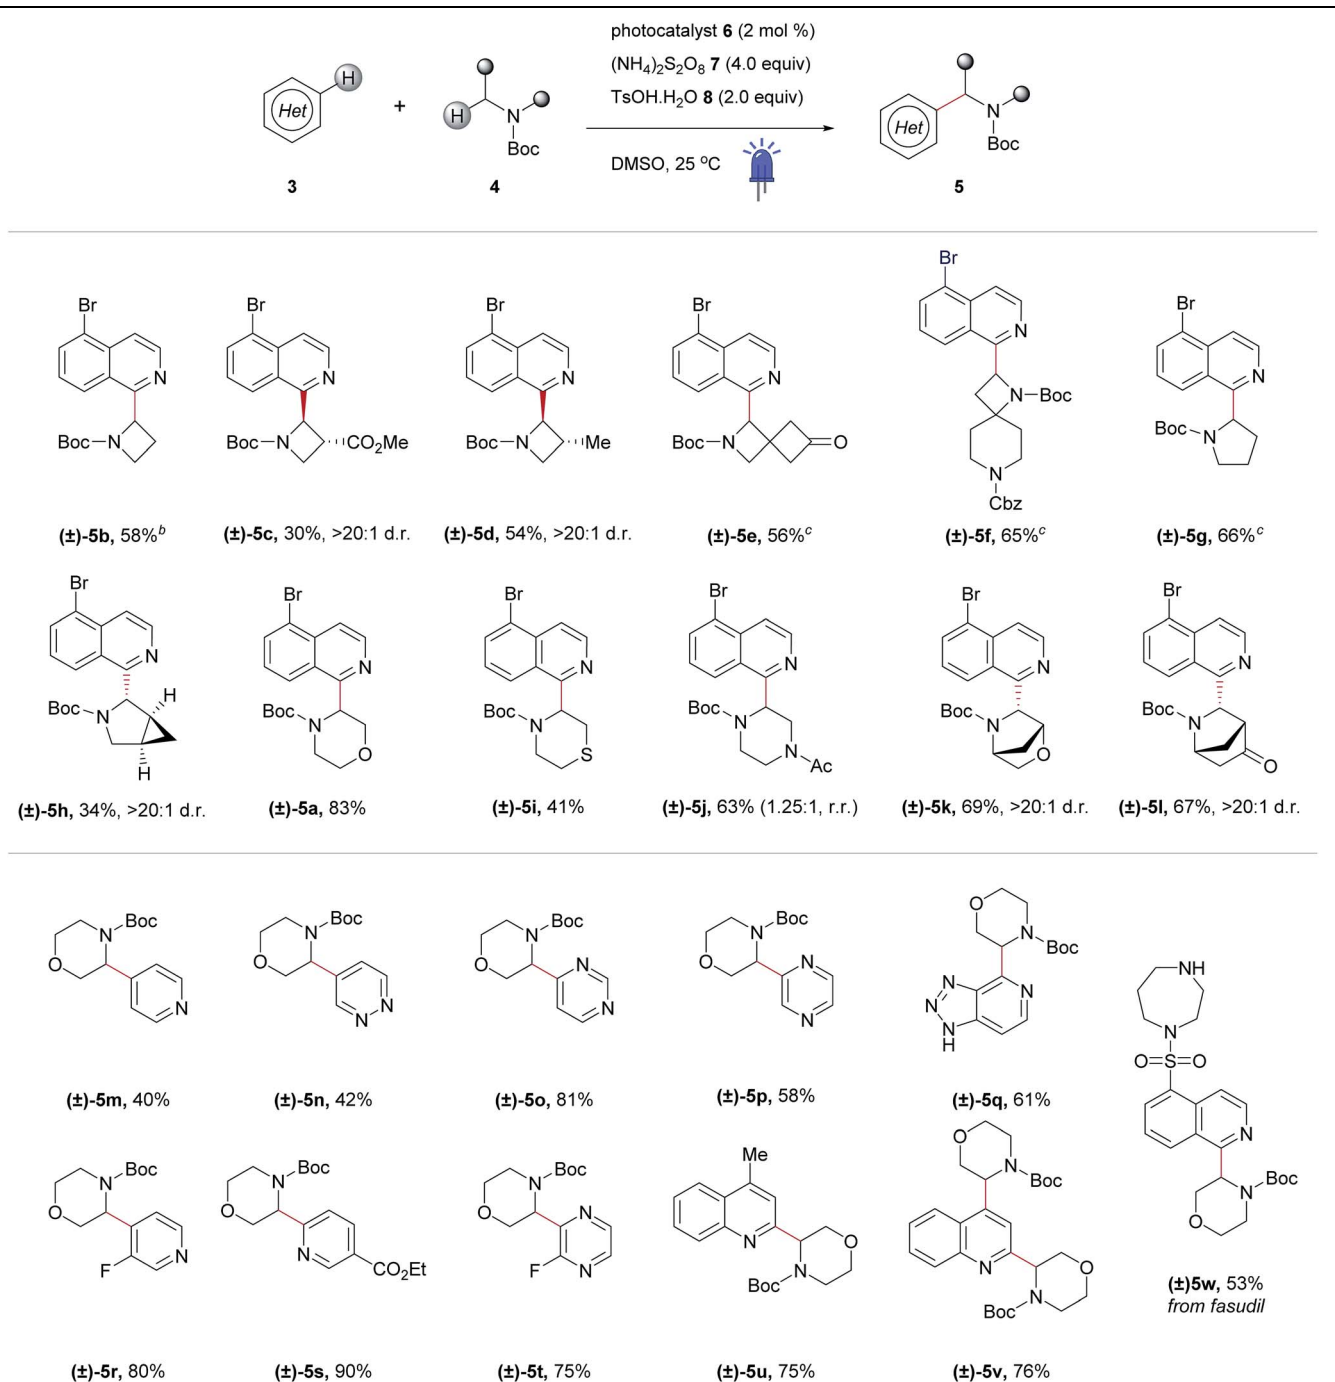 photocatalyst 6 (2 mol %)
(NH4)2S2O8 7 (4.0 equiv)
TsOH.H2O 8 (2.0 equiv)
DMSO, 25 °C
Het
H
+
H
N
Boc
Het
N
Boc
3
4
5
Br
N
Boc
N
Br
N
Boc
N
CO2Me
Br
N
Boc
N
Me
Br
N
Boc
N
O
Br
N
N
Boc
N
Cbz
Br
N
Boc
N
(±)-5b, 58%b
(±)-5c, 30%, >20:1 d.r.
(±)-5d, 54%, >20:1 d.r.
(±)-5e, 56%c
(±)-5f, 65%c
(±)-5g, 66%c
Br
N
Boc
N
H
H
Br
N
Boc
N
O
Br
N
Boc
N
S
Br
N
Boc
N
N
Ac
Br
N
Boc
N
O
Br
N
Boc
N
O
(±)-5h, 34%, >20:1 d.r.
(±)-5a, 83%
(±)-5i, 41%
(±)-5j, 63% (1.25:1, r.r.)
(±)-5k, 69%, >20:1 d.r.
(±)-5l, 67%, >20:1 d.r.
Boc
N
O
N
Boc
N
O
N
N
Boc
N
O
N
N
Boc
N
O
N
N
O
N
Boc
N
N
N
N
H
NH
N
O=S=O
N
N
Boc
O
(±)-5m, 40%
(±)-5n, 42%
(±)-5o, 81%
(±)-5p, 58%
(±)-5q, 61%
Boc
N
O
F
N
Boc
N
O
N
CO2Et
Boc
N
O
N
F
N
Me
N
O
Boc
N
O
N
Boc
N
O
Boc
N
(±)5w, 53%
from fasudil
(±)-5r, 80%
(±)-5s, 90%
(±)-5t, 75%
(±)-5u, 75%
(±)-5v, 76%